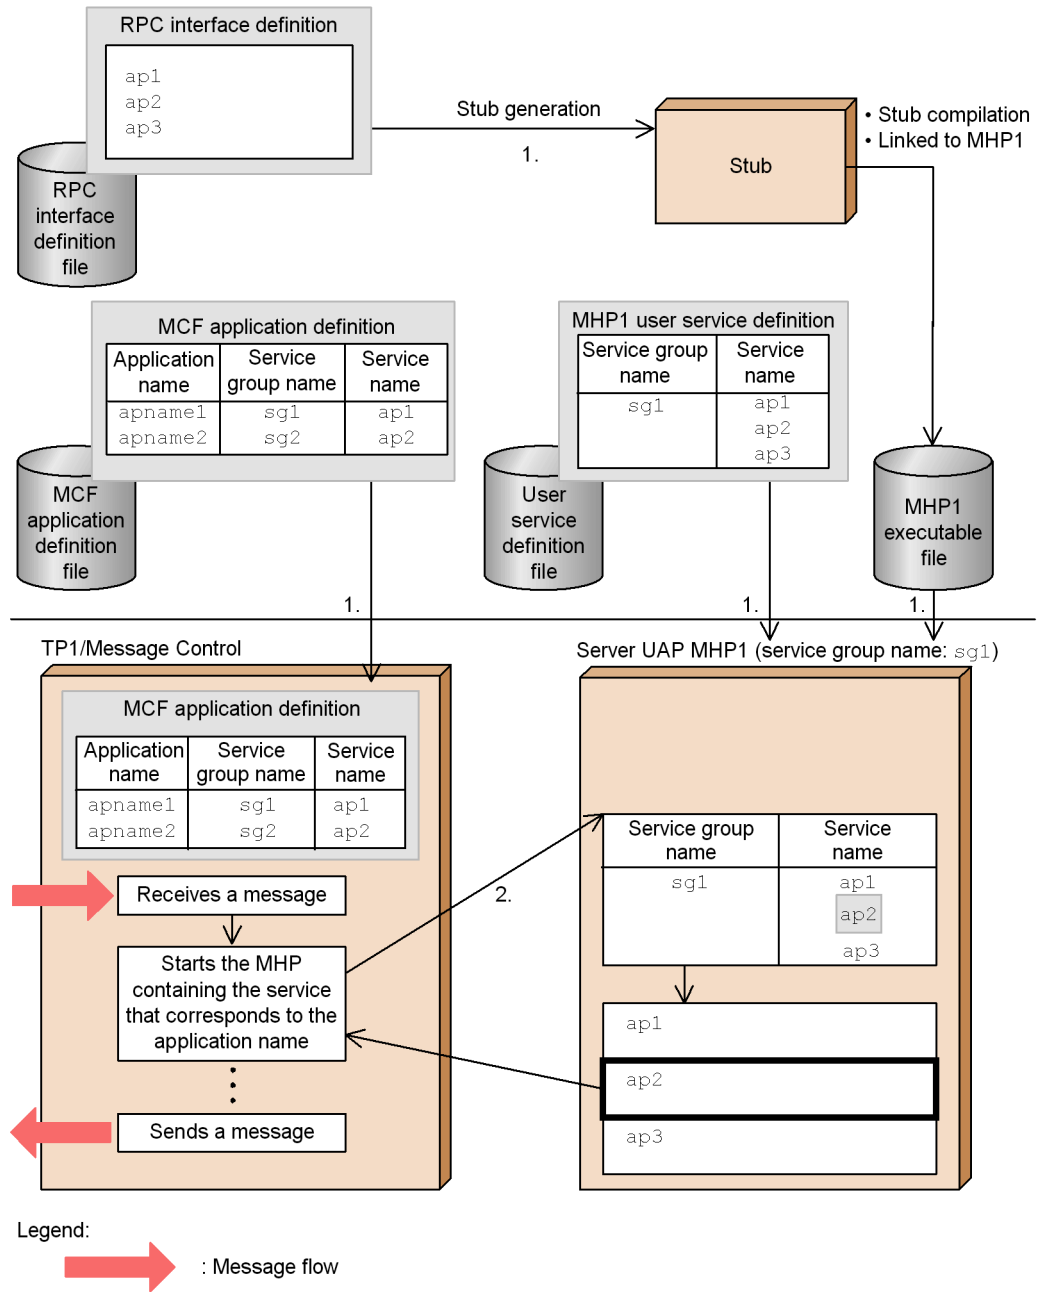 RPC interface definition
ap1
ap2
ap3
RPC
interface
definition
file
Stub generation
1.
Stub
• Stub compilation
• Linked to MHP1
MCF application definition
Application name
Service group name
Service name
apname1 sg1 ap1
apname2 sg2 ap2
MCF
application
definition
file
MHP1 user service definition
Service group name
Service name
sg1 ap1
ap2
ap3
User
service
definition
file
MHP1
executable
file
1.
1.
1.
TP1/Message Control
MCF application definition
Application name
Service group name
Service name
apname1 sg1 ap1
apname2 sg2 ap2
Receives a message
Starts the MHP
containing the service
that corresponds to the
application name
Sends a message
2.
Server UAP MHP1 (service group name: sg1)
Service group name
Service name
sg1 ap1
ap2
ap3
ap1
ap2
ap3
Legend:
: Message flow